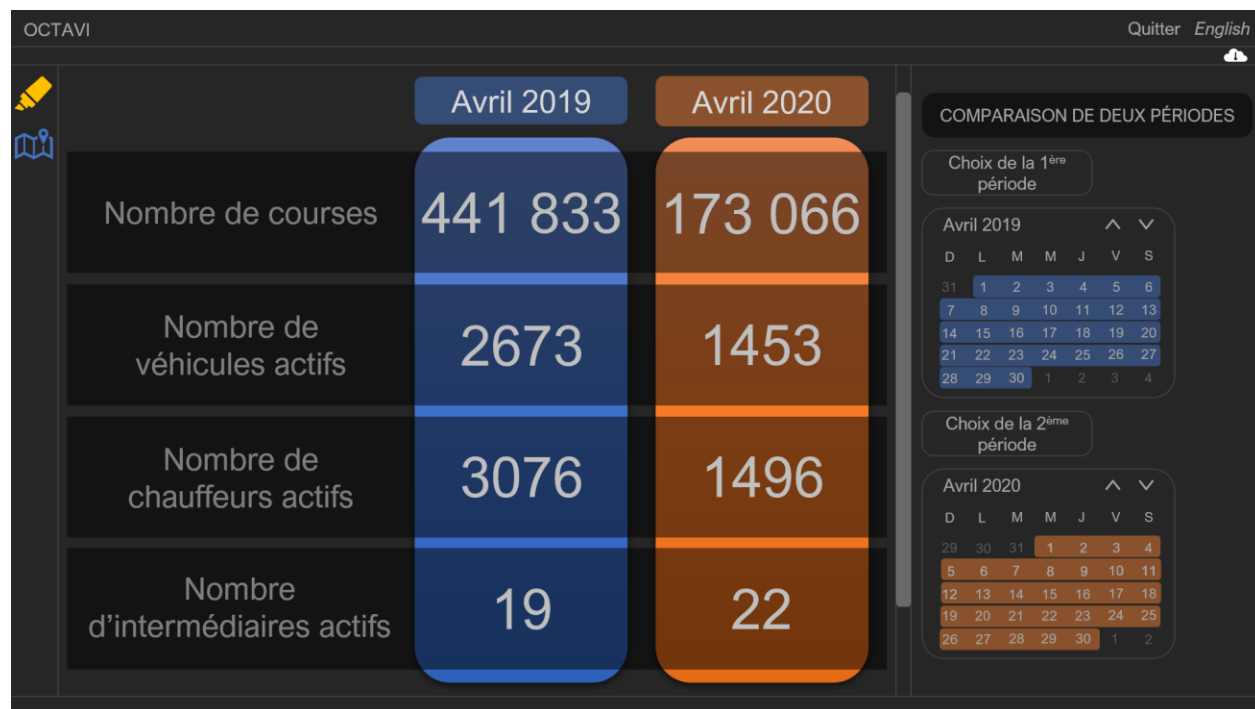 OCTAVI
Quitter English
Avril 2019
Avril 2020
Nombre de courses
441 833
173 066
Nombre de
véhicules actifs
2673
1453
Nombre de
chauffeurs actifs
3076
1496
Nombre
d’intermédiaires actifs
19
22
COMPARAISON DE DEUX PÉRIODES
Choix de la 1ère
période
Avril 2019
D L M M J V S
31 1 2 3 4 5 6
7 8 9 10 11 12 13
14 15 16 17 18 19 20
21 22 23 24 25 26 27
28 29 30 1 2 3 4
Choix de la 2ème
période
Avril 2020
D L M M J V S
29 30 31 1 2 3 4
5 6 7 8 9 10 11
12 13 14 15 16 17 18
19 20 21 22 23 24 25
26 27 28 29 30 1 2